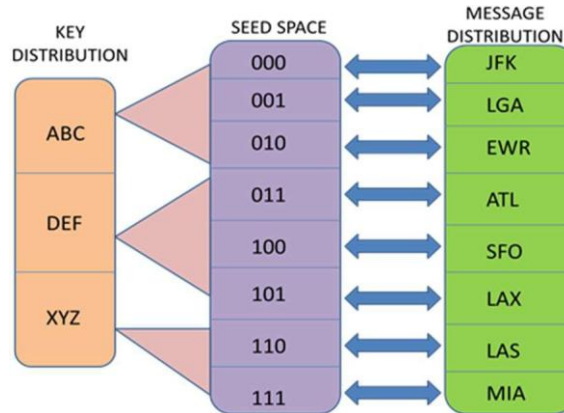 KEY
DISTRIBUTION
ABC
DEF
XYZ
SEED SPACE
000
001
010
011
100
101
110
111
MESSAGE
DISTRIBUTION
JFK
LGA
EWR
ATL
SFO
LAX
LAS
MIA